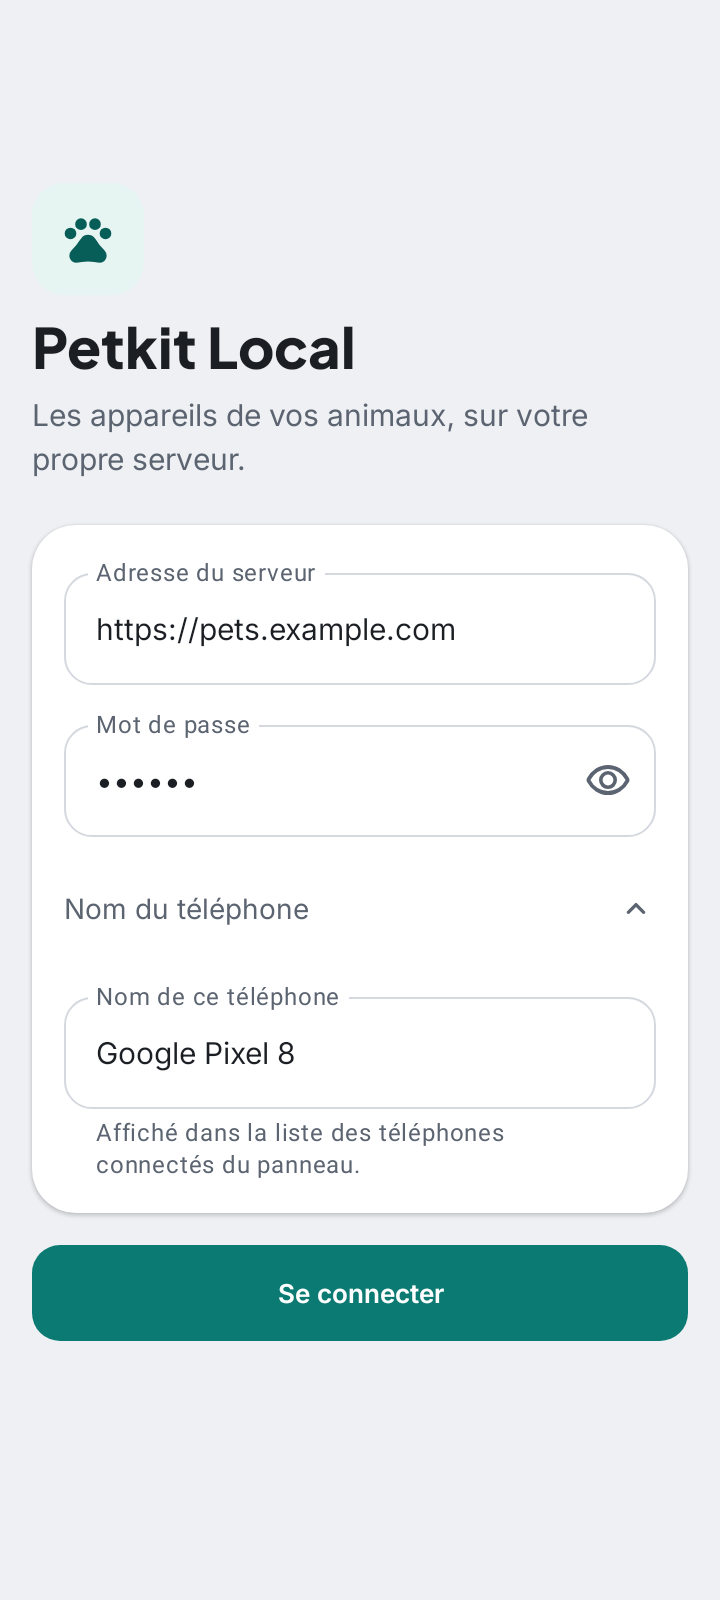 Petkit Local
Les appareils de vos animaux, sur votre
propre serveur.
Adresse du serveur
https://pets.example.com
Mot de passe
••••••
Nom du téléphone
Nom de ce téléphone
Google Pixel 8
Affiché dans la liste des téléphones
connectés du panneau.
Se connecter